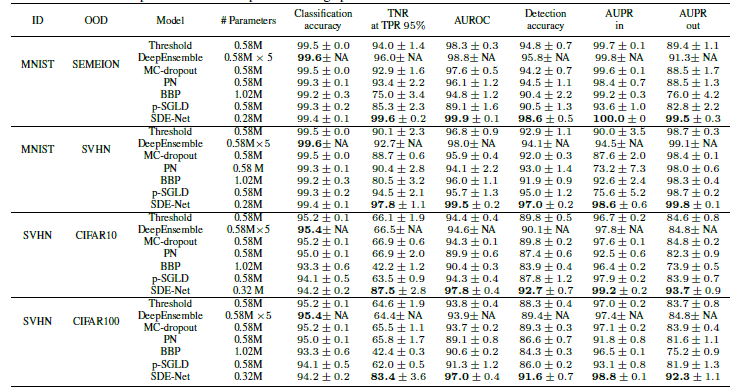 ID OOD Model # Parameters Classification accuracy TNR at TPR 95% AUROC Detection accuracy AUPR in AUPR out
MNIST SEMEION
Threshold 0.58M 99.5 ± 0.0 94.0 ± 1.4 98.3 ± 0.3 94.8 ± 0.7 99.7 ± 0.1 89.4 ± 1.1
DeepEnsemble 0.58M × 5 99.6± NA 96.0± NA 98.8± NA 95.8± NA 99.8± NA 91.3± NA
MC-dropout 0.58M 99.5 ± 0.0 92.9 ± 1.6 97.6 ± 0.5 94.2 ± 0.7 99.6 ± 0.1 88.5 ± 1.7
PN 0.58M 99.3 ± 0.1 93.4 ± 2.2 96.1 ± 1.2 94.5 ± 1.1 98.4 ± 0.7 88.5 ± 1.3
BBP 1.02M 99.2 ± 0.3 75.0 ± 3.4 94.8 ± 1.2 90.4 ± 2.2 99.2 ± 0.3 76.0 ± 4.2
p-SGLD 0.58M 99.3 ± 0.2 85.3 ± 2.3 89.1 ± 1.6 90.5 ± 1.3 93.6 ± 1.0 82.8 ± 2.2
SDE-Net 0.28M 99.4 ± 0.1 99.6 ± 0.2 99.9 ± 0.1 98.6 ± 0.5 100.0 ± 0 99.5 ± 0.3
MNIST SVHN
Threshold 0.58M 99.5 ± 0.0 90.1 ± 2.3 96.8 ± 0.9 92.9 ± 1.1 90.0 ± 3.5 98.7 ± 0.3
DeepEnsemble 0.58M×5 99.6± NA 92.7± NA 98.0± NA 94.1± NA 94.5± NA 99.1± NA
MC-dropout 0.58M 99.5 ± 0.0 88.7 ± 0.6 95.9 ± 0.4 92.0 ± 0.3 87.6 ± 2.0 98.4 ± 0.1
PN 0.58 M 99.3 ± 0.1 90.4 ± 2.8 94.1 ± 2.2 93.0 ± 1.4 73.2 ± 7.3 98.0 ± 0.6
BBP 1.02M 99.2 ± 0.3 80.5 ± 3.2 96.0 ± 1.1 91.9 ± 0.9 92.6 ± 2.4 98.3 ± 0.4
p-SGLD 0.58M 99.3 ± 0.2 94.5 ± 2.1 95.7 ± 1.3 95.0 ± 1.2 75.6 ± 5.2 98.7 ± 0.2
SDE-Net 0.28M 99.4 ± 0.1 97.8 ± 1.1 99.5 ± 0.2 97.0 ± 0.2 98.6 ± 0.6 99.8 ± 0.1
SVHN CIFAR10
Threshold 0.58M 95.2 ± 0.1 66.1 ± 1.9 94.4 ± 0.4 89.8 ± 0.5 96.7 ± 0.2 84.6 ± 0.8
DeepEnsemble 0.58M×5 95.4± NA 66.5± NA 94.6± NA 90.1± NA 97.8± NA 84.8± NA
MC-dropout 0.58M 95.2 ± 0.1 66.9 ± 0.6 94.3 ± 0.1 89.8 ± 0.2 97.6 ± 0.1 84.8 ± 0.2
PN 0.58M 95.0 ± 0.1 66.9 ± 2.0 89.9 ± 0.6 87.4 ± 0.6 92.5 ± 0.6 82.3 ± 0.9
BBP 1.02M 93.3 ± 0.6 42.2 ± 1.2 90.4 ± 0.3 83.9 ± 0.4 96.4 ± 0.2 73.9 ± 0.5
p-SGLD 0.58M 94.1 ± 0.5 63.5 ± 0.9 94.3 ± 0.4 87.8 ± 1.2 97.9 ± 0.2 83.9 ± 0.7
SDE-Net 0.32 M 94.2 ± 0.2 87.5 ± 2.8 97.8 ± 0.4 92.7 ± 0.7 99.2 ± 0.2 93.7 ± 0.9
SVHN CIFAR100
Threshold 0.58M 95.2 ± 0.1 64.6 ± 1.9 93.8 ± 0.4 88.3 ± 0.4 97.0 ± 0.2 83.7 ± 0.8
DeepEnsemble 0.58M ×5 95.4± NA 64.4± NA 93.9± NA 89.4± NA 97.4± NA 84.8± NA
MC-dropout 0.58M 95.2 ± 0.1 65.5 ± 1.1 93.7 ± 0.2 89.3 ± 0.3 97.1 ± 0.2 83.9 ± 0.4
PN 0.58M 95.0 ± 0.1 65.8 ± 1.7 89.1 ± 0.8 86.6 ± 0.7 91.8 ± 0.8 81.6 ± 1.1
BBP 1.02M 93.3 ± 0.6 42.4 ± 0.3 90.6 ± 0.2 84.3 ± 0.3 96.5 ± 0.1 75.2 ± 0.9
p-SGLD 0.58M 94.1 ± 0.5 62.0 ± 0.5 91.3 ± 1.2 86.0 ± 0.2 93.1 ± 0.8 81.9 ± 1.3
SDE-Net 0.32M 94.2 ± 0.2 83.4 ± 3.6 97.0 ± 0.4 91.6 ± 0.7 98.8 ± 0.1 92.3 ± 1.1